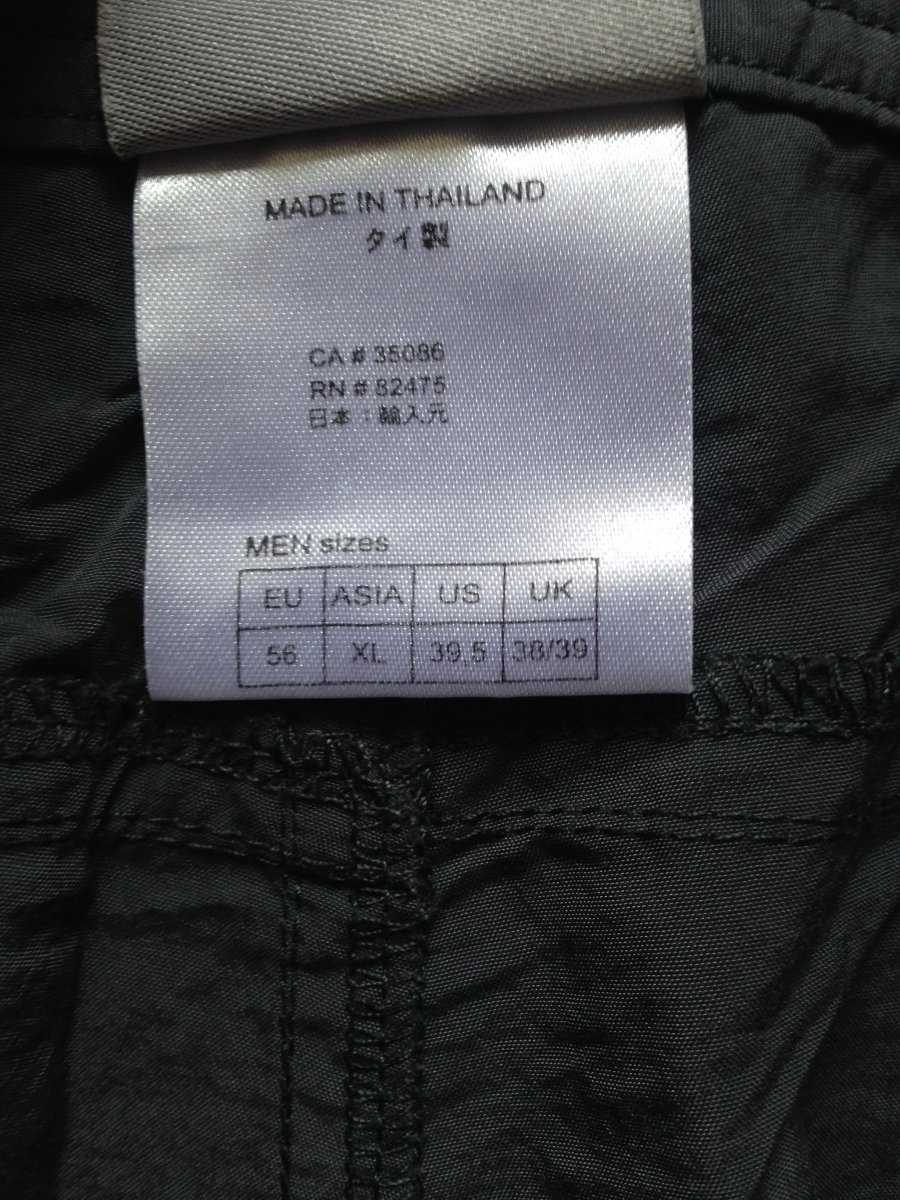 MADE IN THAILAND
タイ製
CA # 35086
RN # 82475
日本：輸入元
MEN sizes
EU ASIA US UK
56 XL 39,5 38/39